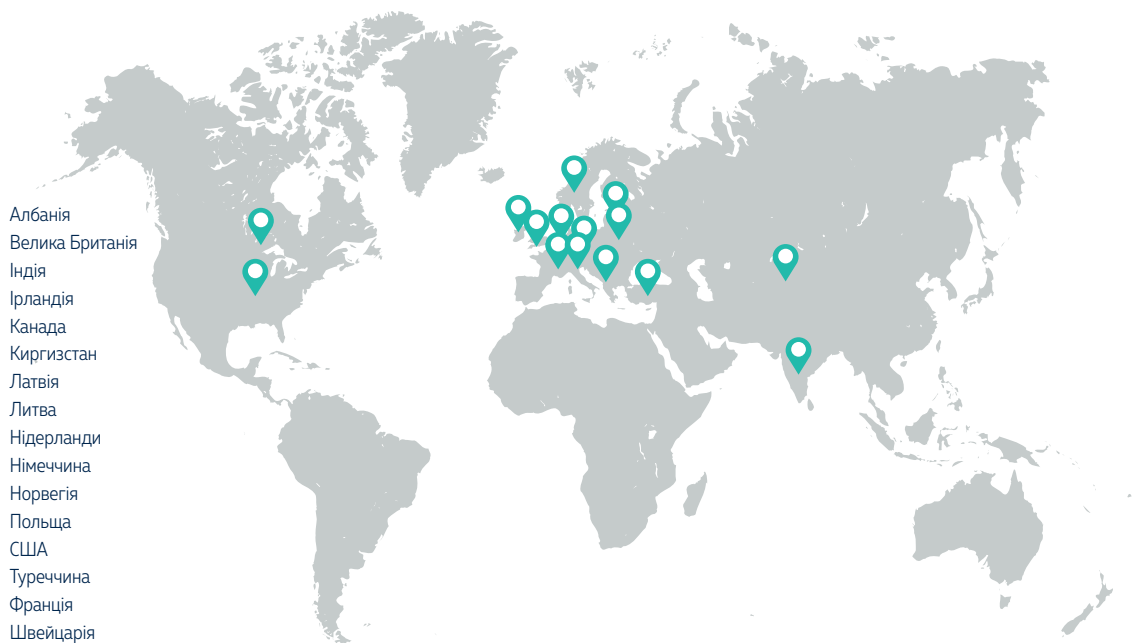 Албанія
Велика Британія
Індія
Ірландія
Канада
Киргизстан
Латвія
Литва
Нідерланди
Німеччина
Норвегія
Польща
США
Туреччина
Франція
Швейцарія